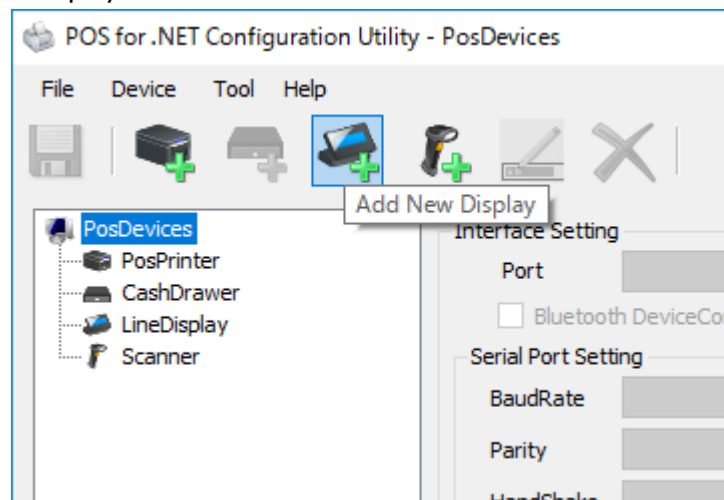 POS for .NET Configuration Utility - PosDevices
File Device Tool Help
Add New Display
PosDevices
PosPrinter
CashDrawer
LineDisplay
Scanner
Interface Setting
Port
Bluetooth DeviceCo
Serial Port Setting
BaudRate
Parity
HandShake